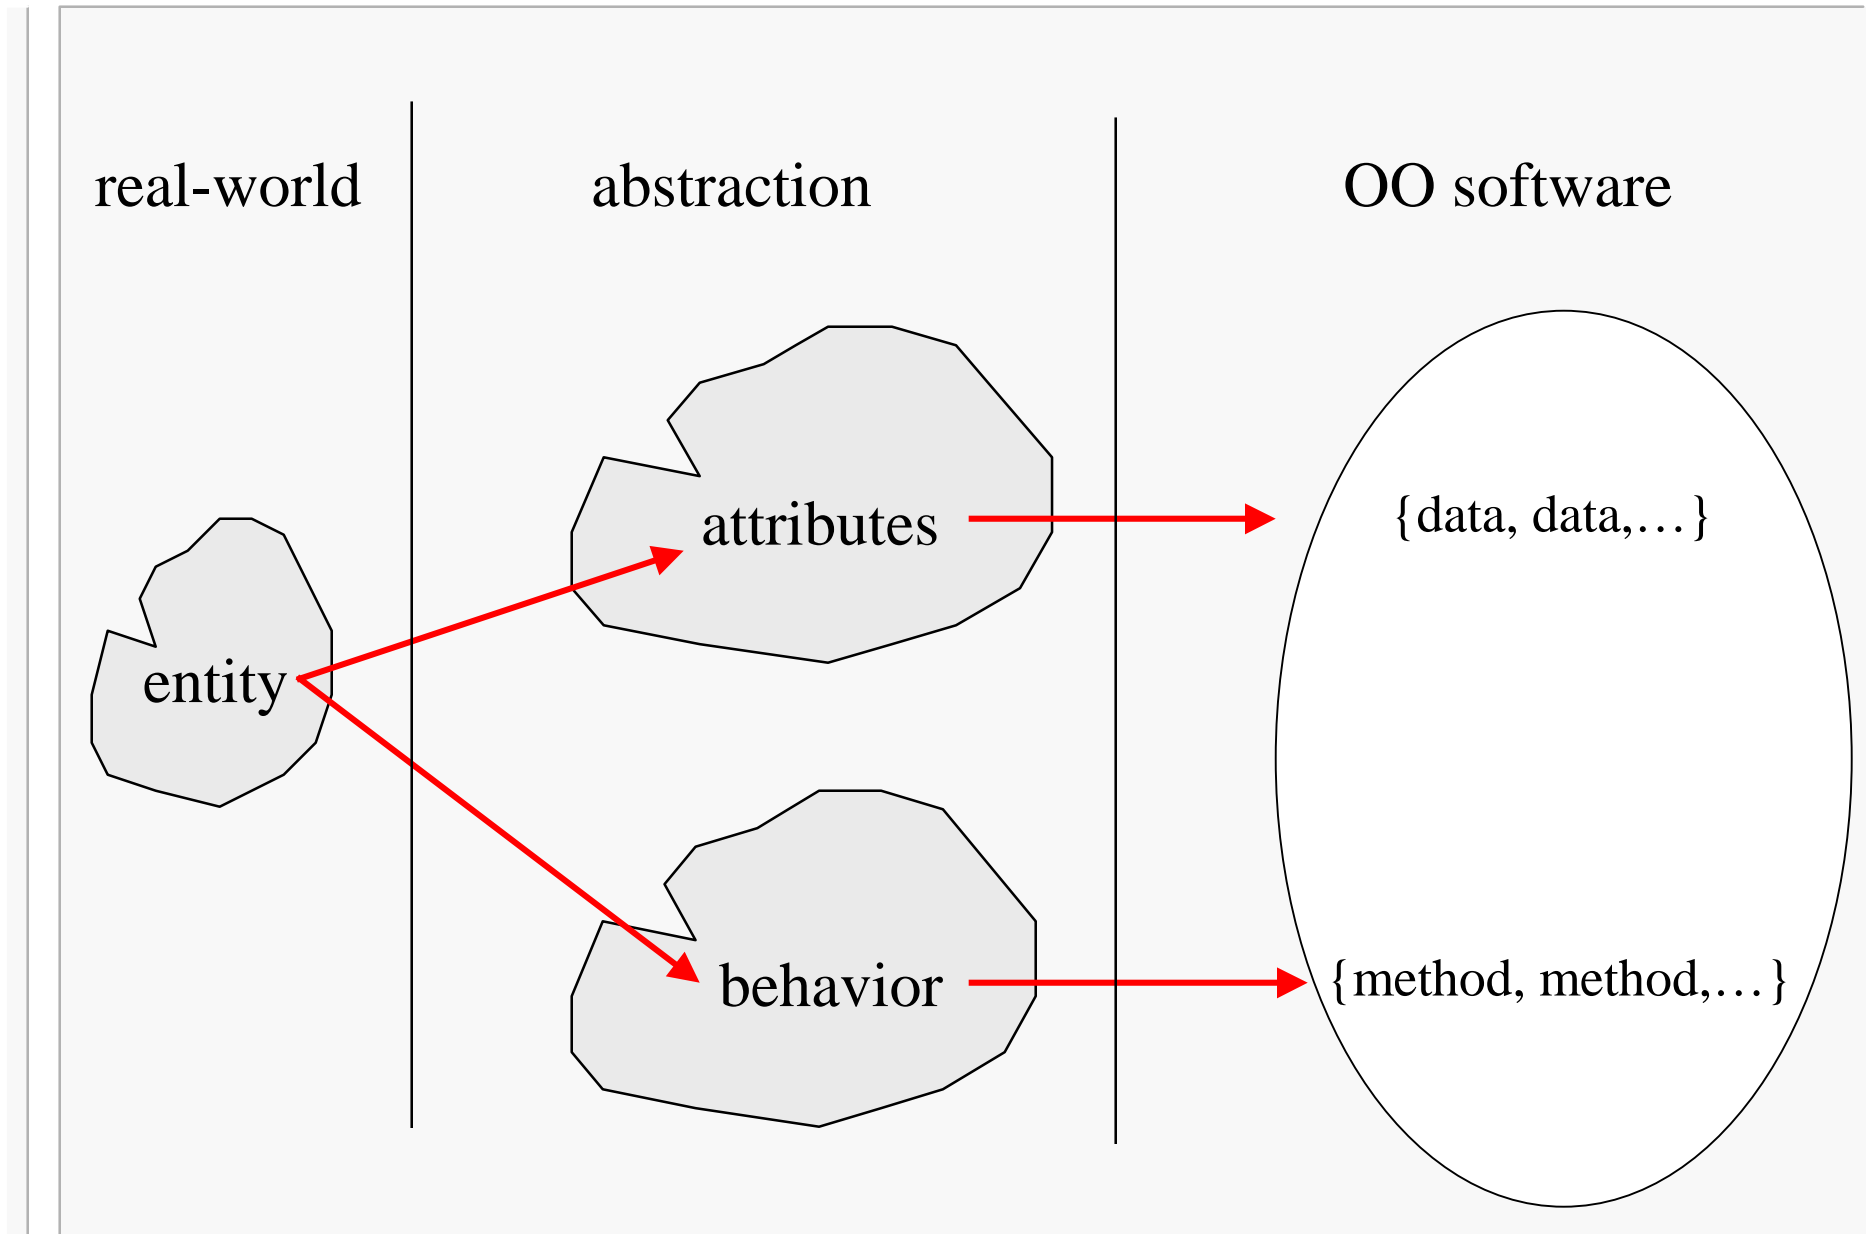 real-world
abstraction
OO software
attributes
{data, data,…}
entity
behavior
{method, method,…}